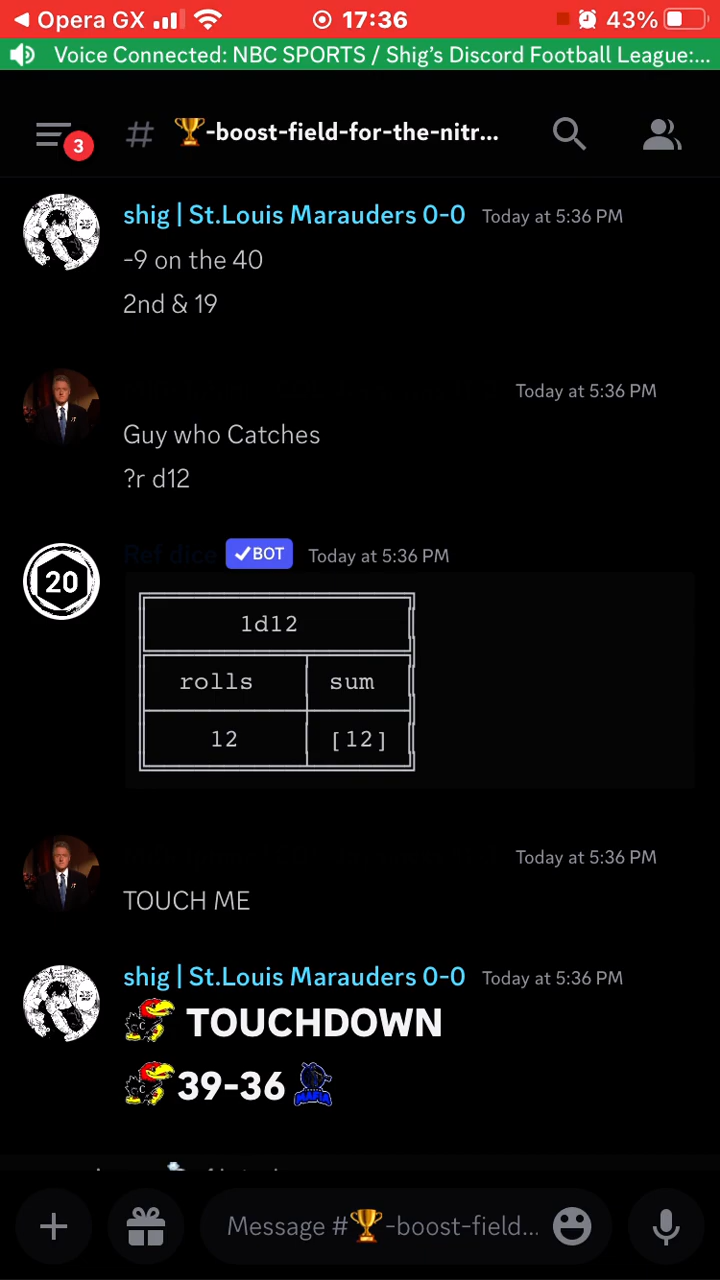 Opera GX 17:36 43%
Voice Connected: NBC SPORTS / Shig's Discord Football League:...
3 # 🏆-boost-field-for-the-nitr...
shig | St.Louis Marauders 0-0 Today at 5:36 PM
-9 on the 40
2nd & 19
Today at 5:36 PM
Guy who Catches
?r d12
20 Ref dice BOT Today at 5:36 PM
1d12
rolls sum
12 [12]
Today at 5:36 PM
TOUCH ME
shig | St.Louis Marauders 0-0 Today at 5:36 PM
TOUCHDOWN
39-36 MAFIA
Message #🏆-boost-field...